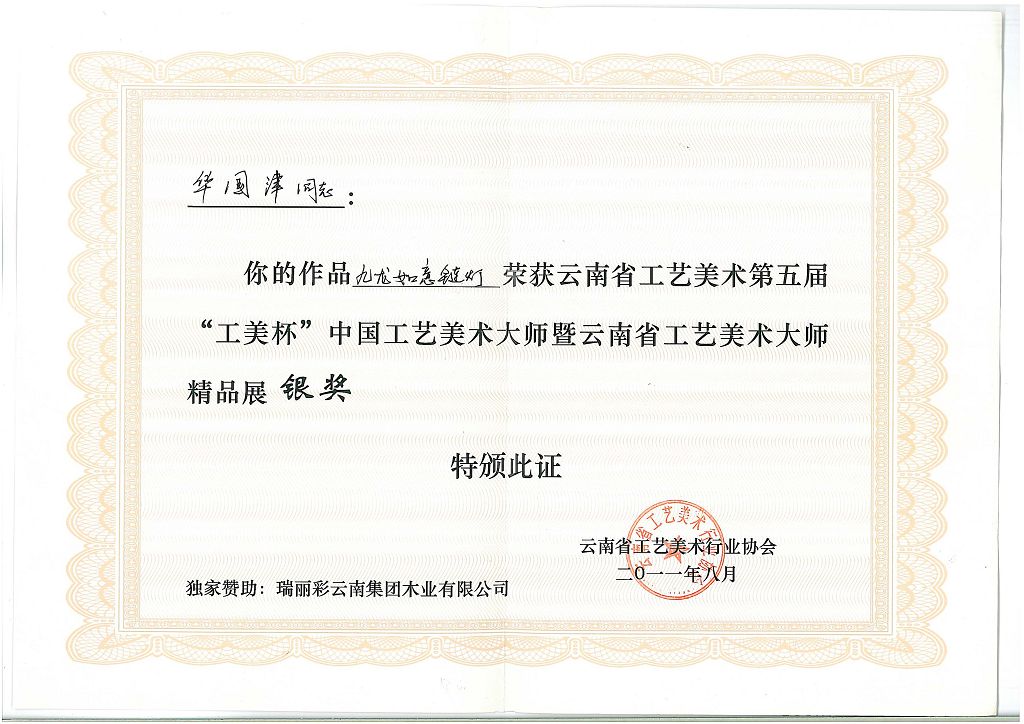 华国津同志：
你的作品九龙如意链灯荣获云南省工艺美术第五届
“工美杯”中国工艺美术大师暨云南省工艺美术大师
精品展 银奖
特颁此证
云南省工艺美术行业协会
二〇一一年八月
独家赞助：瑞丽彩云南集团木业有限公司
云南省工艺美术行业协会